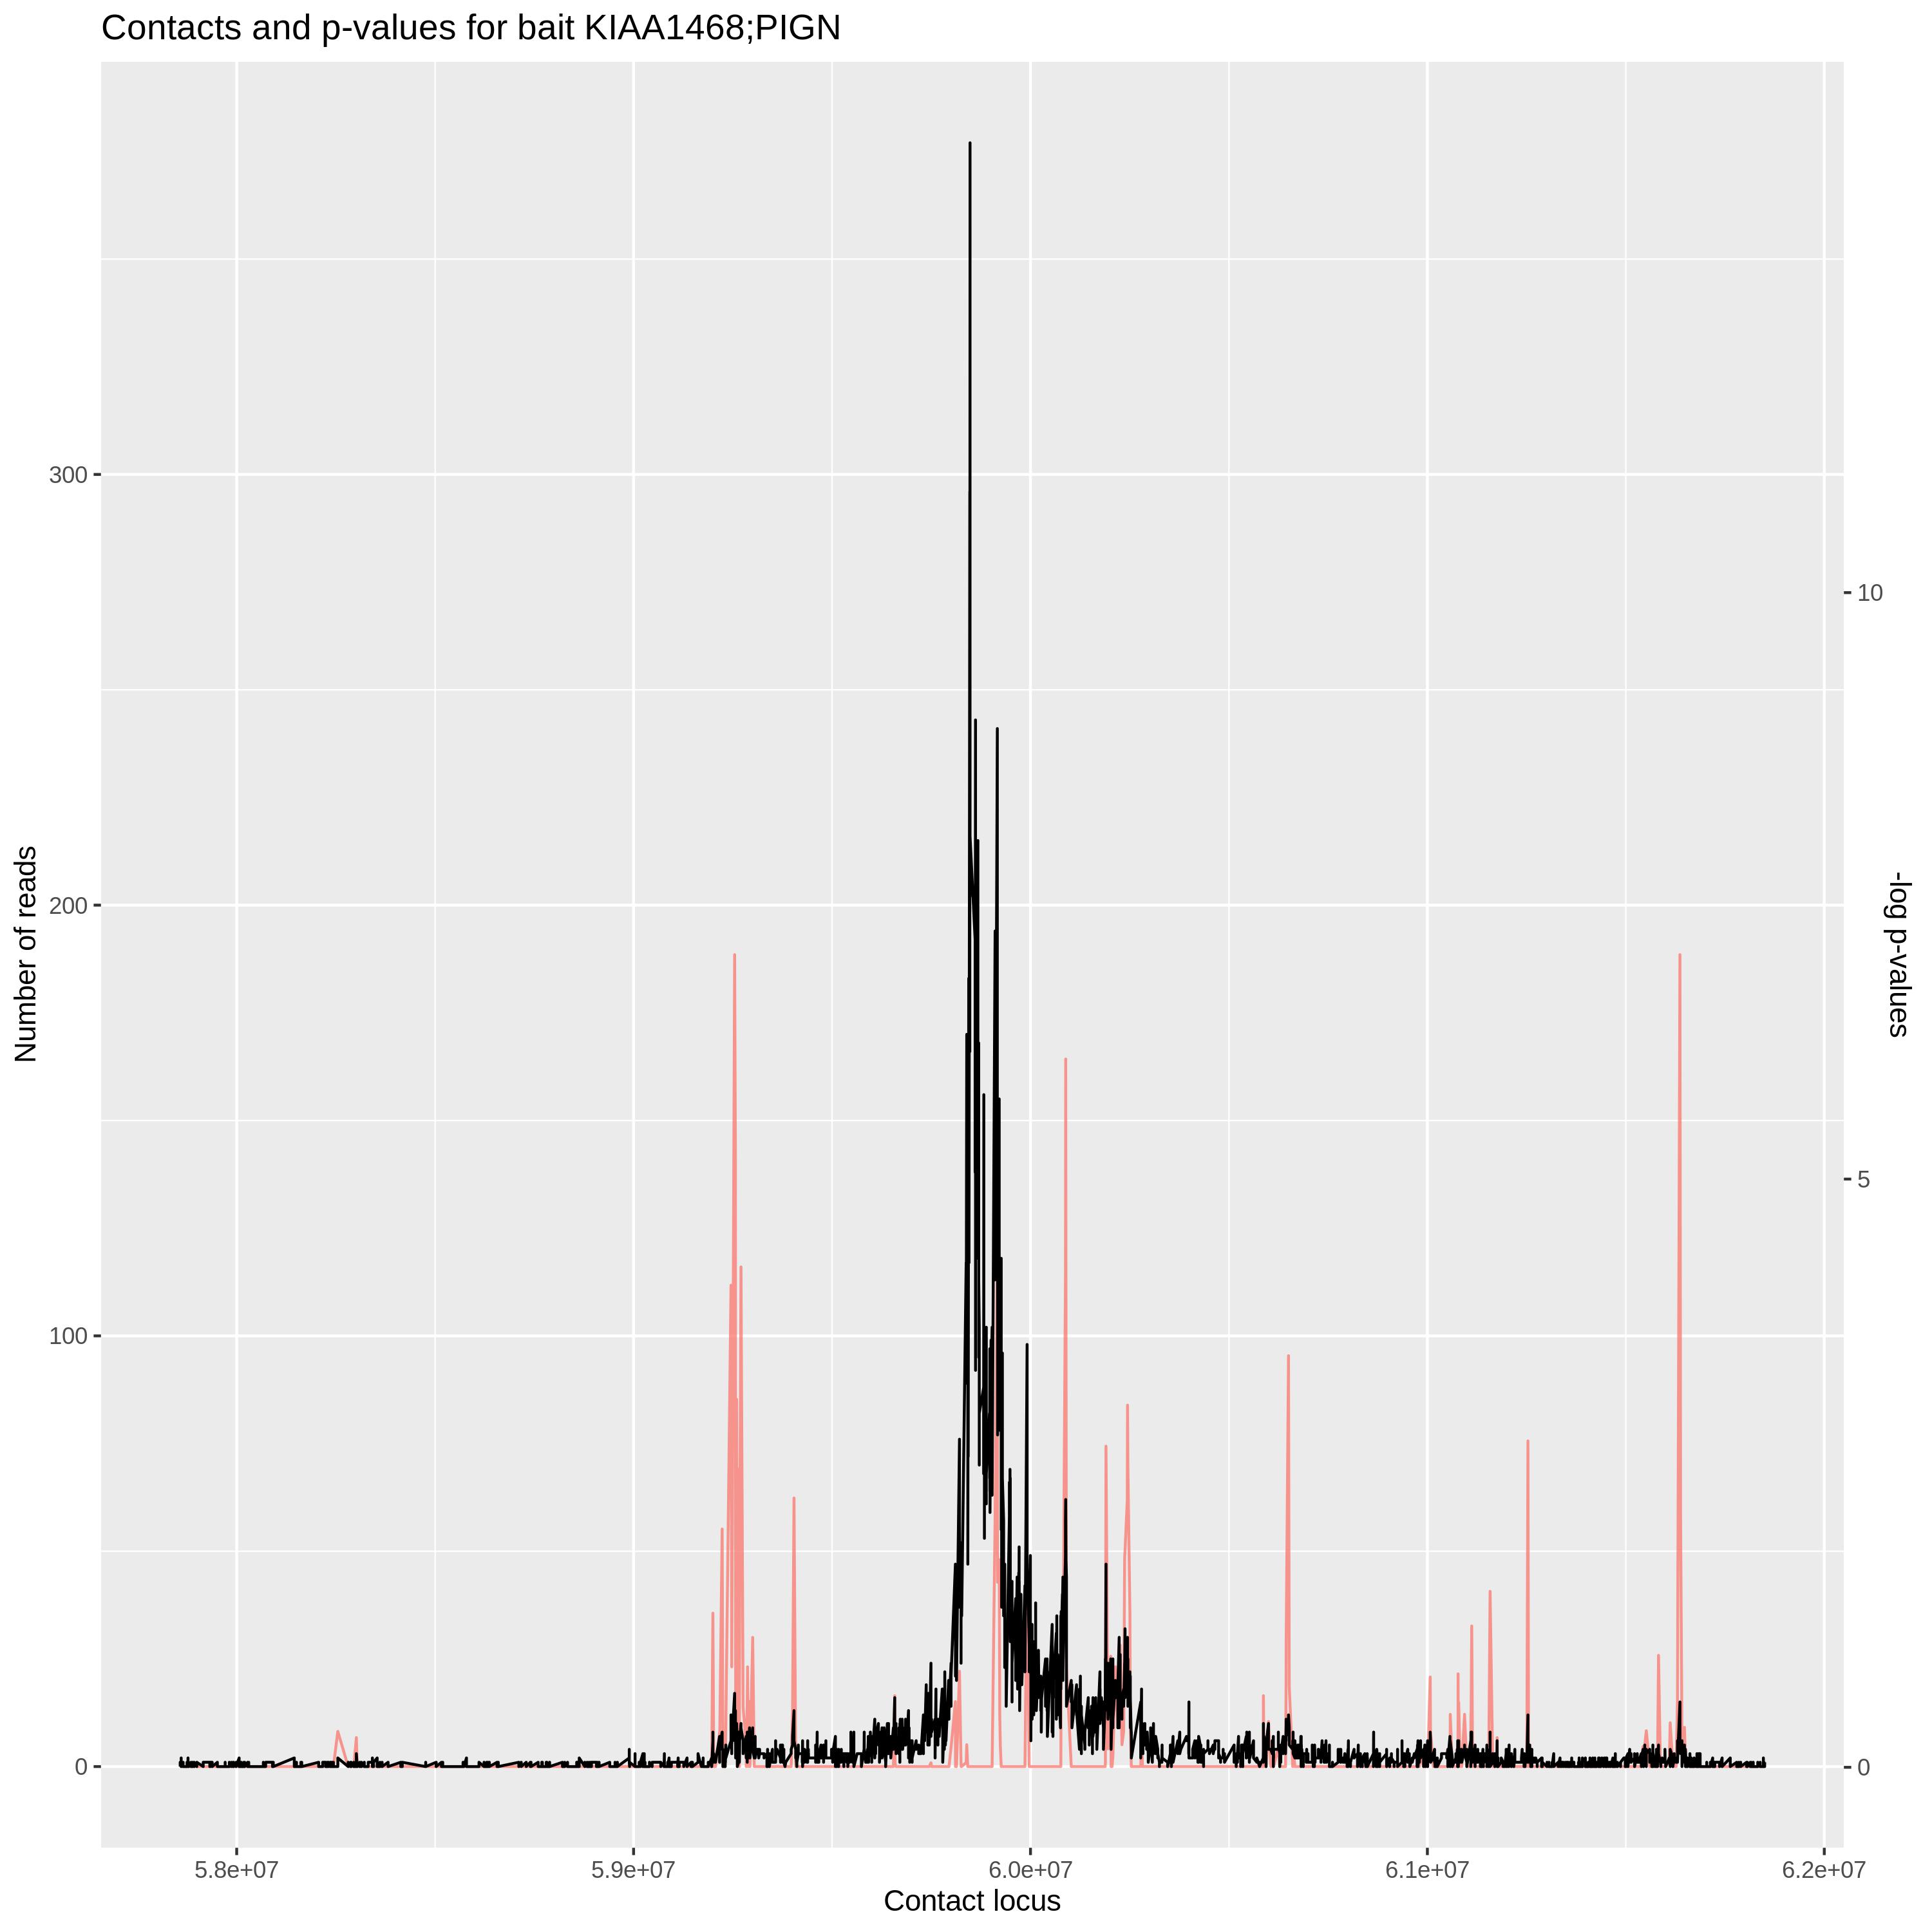 Contacts and p-values for bait KIAA1468;PIGN
300
200
100
0
Number of reads
10
5
0
-log p-values
5.8e+07
5.9e+07
6.0e+07
6.1e+07
6.2e+07
Contact locus